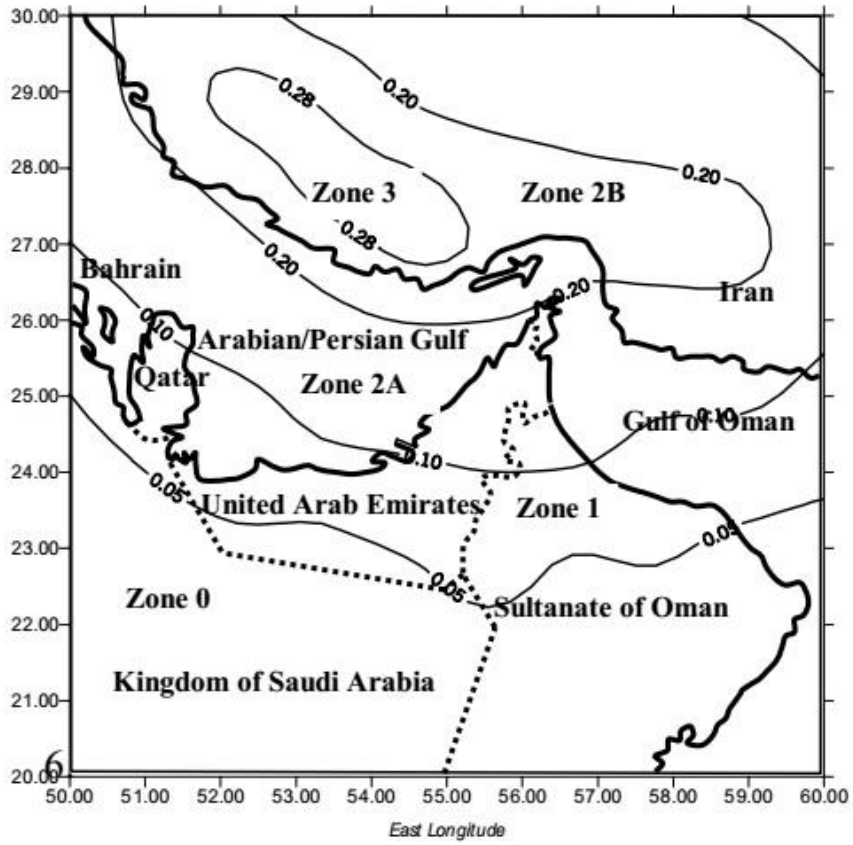 30.00
0.20
29.00
0.28
28.00
0.20
Zone 3
Zone 2B
27.00
0.28
0.20
Bahrain
0.20
Iran
26.00
0.10
Arabian/Persian Gulf
Qatar
Zone 2A
25.00
0.10
Gulf of Oman
24.00
0.10
0.05
United Arab Emirates
Zone 1
23.00
0.05
0.05
Zone 0
Sultanate of Oman
22.00
21.00
Kingdom of Saudi Arabia
6
20.00
50.00 51.00 52.00 53.00 54.00 55.00 56.00 57.00 58.00 59.00 60.00
East Longitude